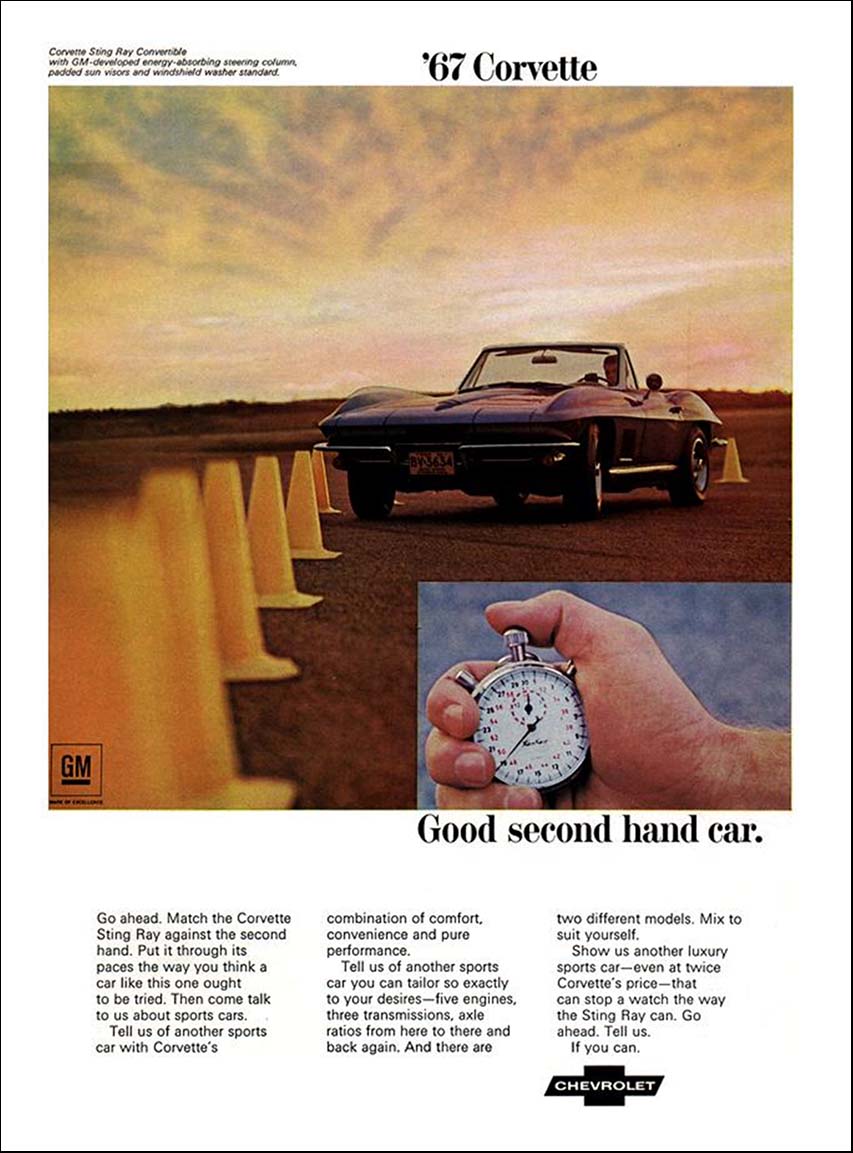 Corvette Sting Ray Convertible
with GM-developed energy-absorbing steering column,
padded sun visors and windshield washer standard.
'67 Corvette
GM
MARK OF EXCELLENCE
Good second hand car.
Go ahead. Match the Corvette
Sting Ray against the second
hand. Put it through its
paces the way you think a
car like this one ought
to be tried. Then come talk
to us about sports cars.
Tell us of another sports
car with Corvette's
combination of comfort,
convenience and pure
performance.
Tell us of another sports
car you can tailor so exactly
to your desires—five engines,
three transmissions, axle
ratios from here to there and
back again. And there are
two different models. Mix to
suit yourself.
Show us another luxury
sports car—even at twice
Corvette's price—that
can stop a watch the way
the Sting Ray can. Go
ahead. Tell us.
If you can.
CHEVROLET